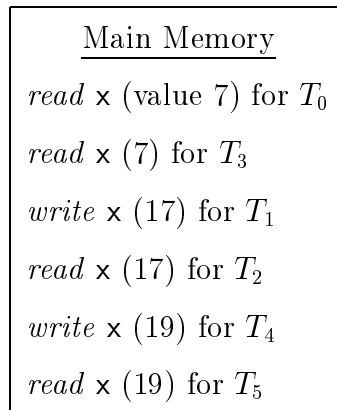 Main Memory
read x (value 7) for T₀
read x (7) for T₃
write x (17) for T₁
read x (17) for T₂
write x (19) for T₄
read x (19) for T₅